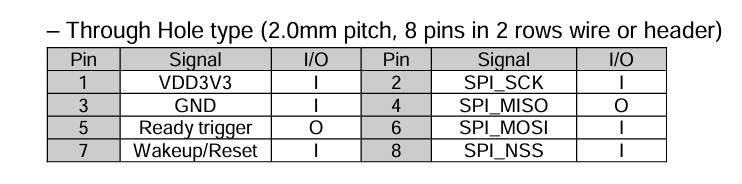 – Through Hole type (2.0mm pitch, 8 pins in 2 rows wire or header)
Pin Signal I/O Pin Signal I/O
1 VDD3V3 I 2 SPI_SCK I
3 GND I 4 SPI_MISO O
5 Ready trigger O 6 SPI_MOSI I
7 Wakeup/Reset I 8 SPI_NSS I